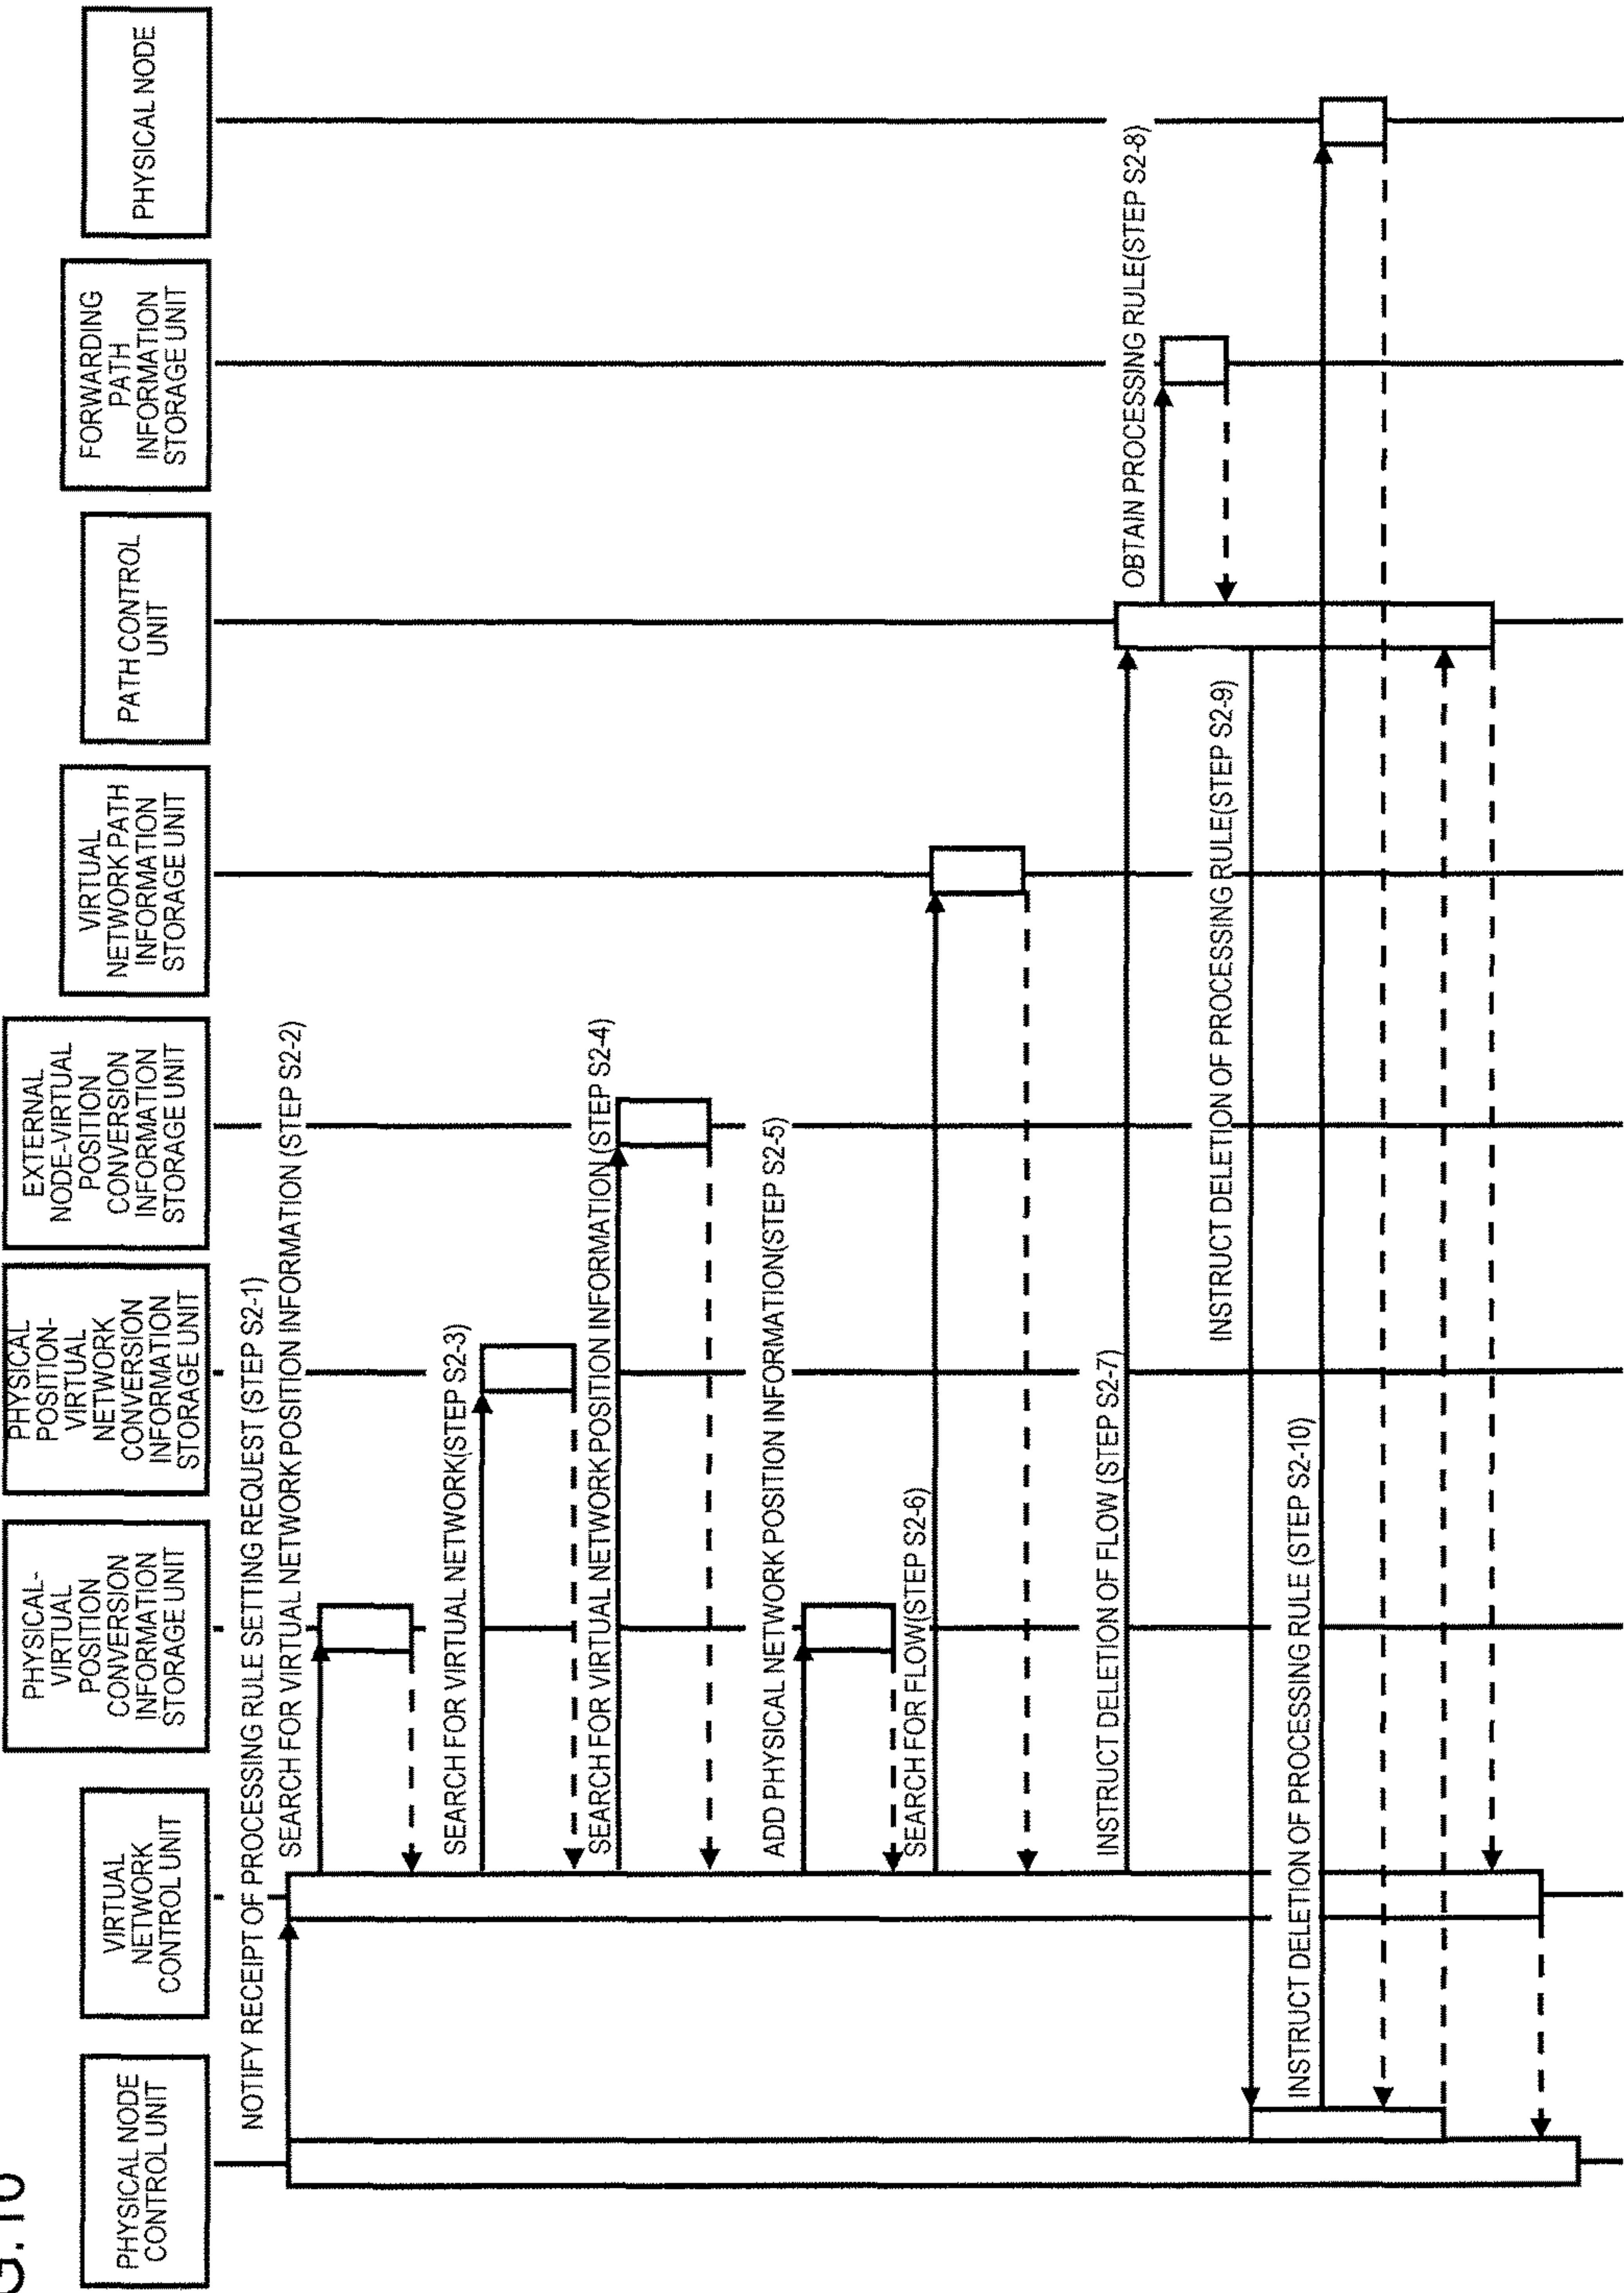 PHYSICAL NODE
CONTROL UNIT
VIRTUAL
NETWORK
CONTROL UNIT
PHYSICAL-
VIRTUAL
POSITION
CONVERSION
INFORMATION
STORAGE UNIT
PHYSICAL
POSITION-
VIRTUAL
NETWORK
CONVERSION
INFORMATION
STORAGE UNIT
EXTERNAL
NODE-VIRTUAL
POSITION
CONVERSION
INFORMATION
STORAGE UNIT
VIRTUAL
NETWORK PATH
INFORMATION
STORAGE UNIT
PATH CONTROL
UNIT
FORWARDING
PATH
INFORMATION
STORAGE UNIT
PHYSICAL NODE
NOTIFY RECEIPT OF PROCESSING RULE SETTING REQUEST (STEP S2-1)
SEARCH FOR VIRTUAL NETWORK POSITION INFORMATION (STEP S2-2)
SEARCH FOR VIRTUAL NETWORK(STEP S2-3)
SEARCH FOR VIRTUAL NETWORK POSITION INFORMATION (STEP S2-4)
ADD PHYSICAL NETWORK POSITION INFORMATION(STEP S2-5)
SEARCH FOR FLOW(STEP S2-6)
INSTRUCT DELETION OF FLOW (STEP S2-7)
OBTAIN PROCESSING RULE(STEP S2-8)
INSTRUCT DELETION OF PROCESSING RULE(STEP S2-9)
INSTRUCT DELETION OF PROCESSING RULE (STEP S2-10)